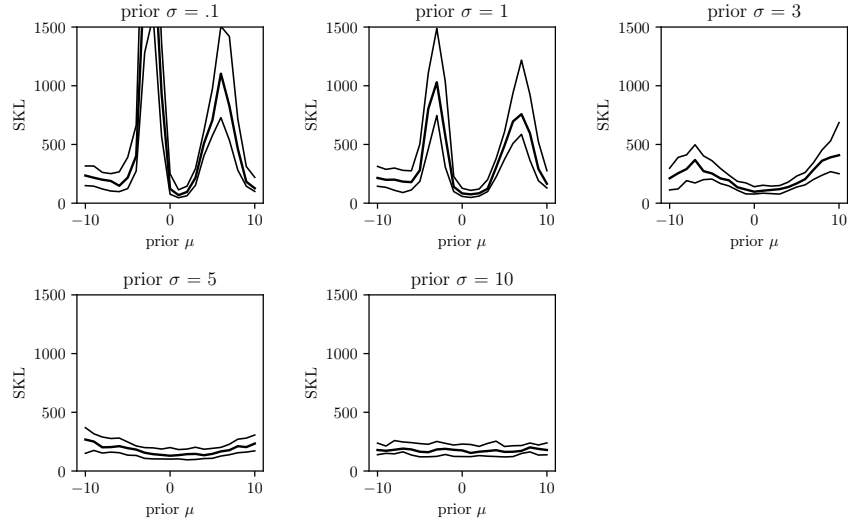 prior σ = .1
prior σ = 1
prior σ = 3
1500
1000
500
0
SKL
−10
0
10
prior μ
1500
1000
500
0
SKL
−10
0
10
prior μ
1500
1000
500
0
SKL
−10
0
10
prior μ
prior σ = 5
prior σ = 10
1500
1000
500
0
SKL
−10
0
10
prior μ
1500
1000
500
0
SKL
−10
0
10
prior μ